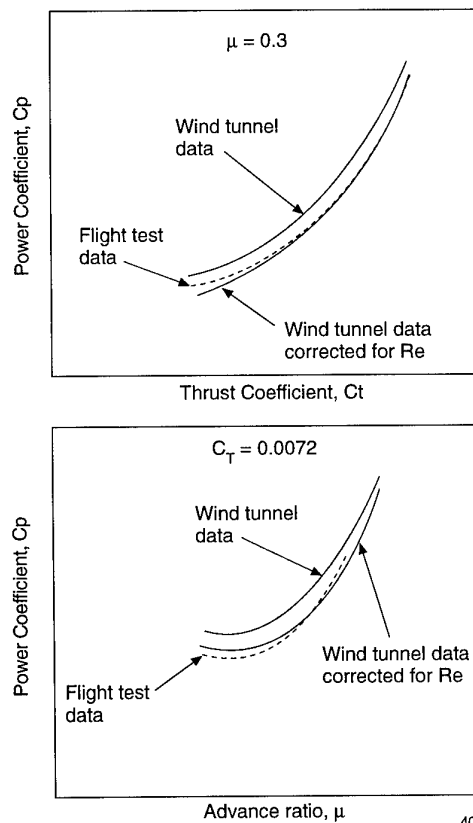 μ = 0.3
Power Coefficient, Cp
Wind tunnel
data
Flight test
data
Wind tunnel data
corrected for Re
Thrust Coefficient, Ct
C_T = 0.0072
Power Coefficient, Cp
Wind tunnel
data
Wind tunnel data
corrected for Re
Flight test
data
Advance ratio, μ